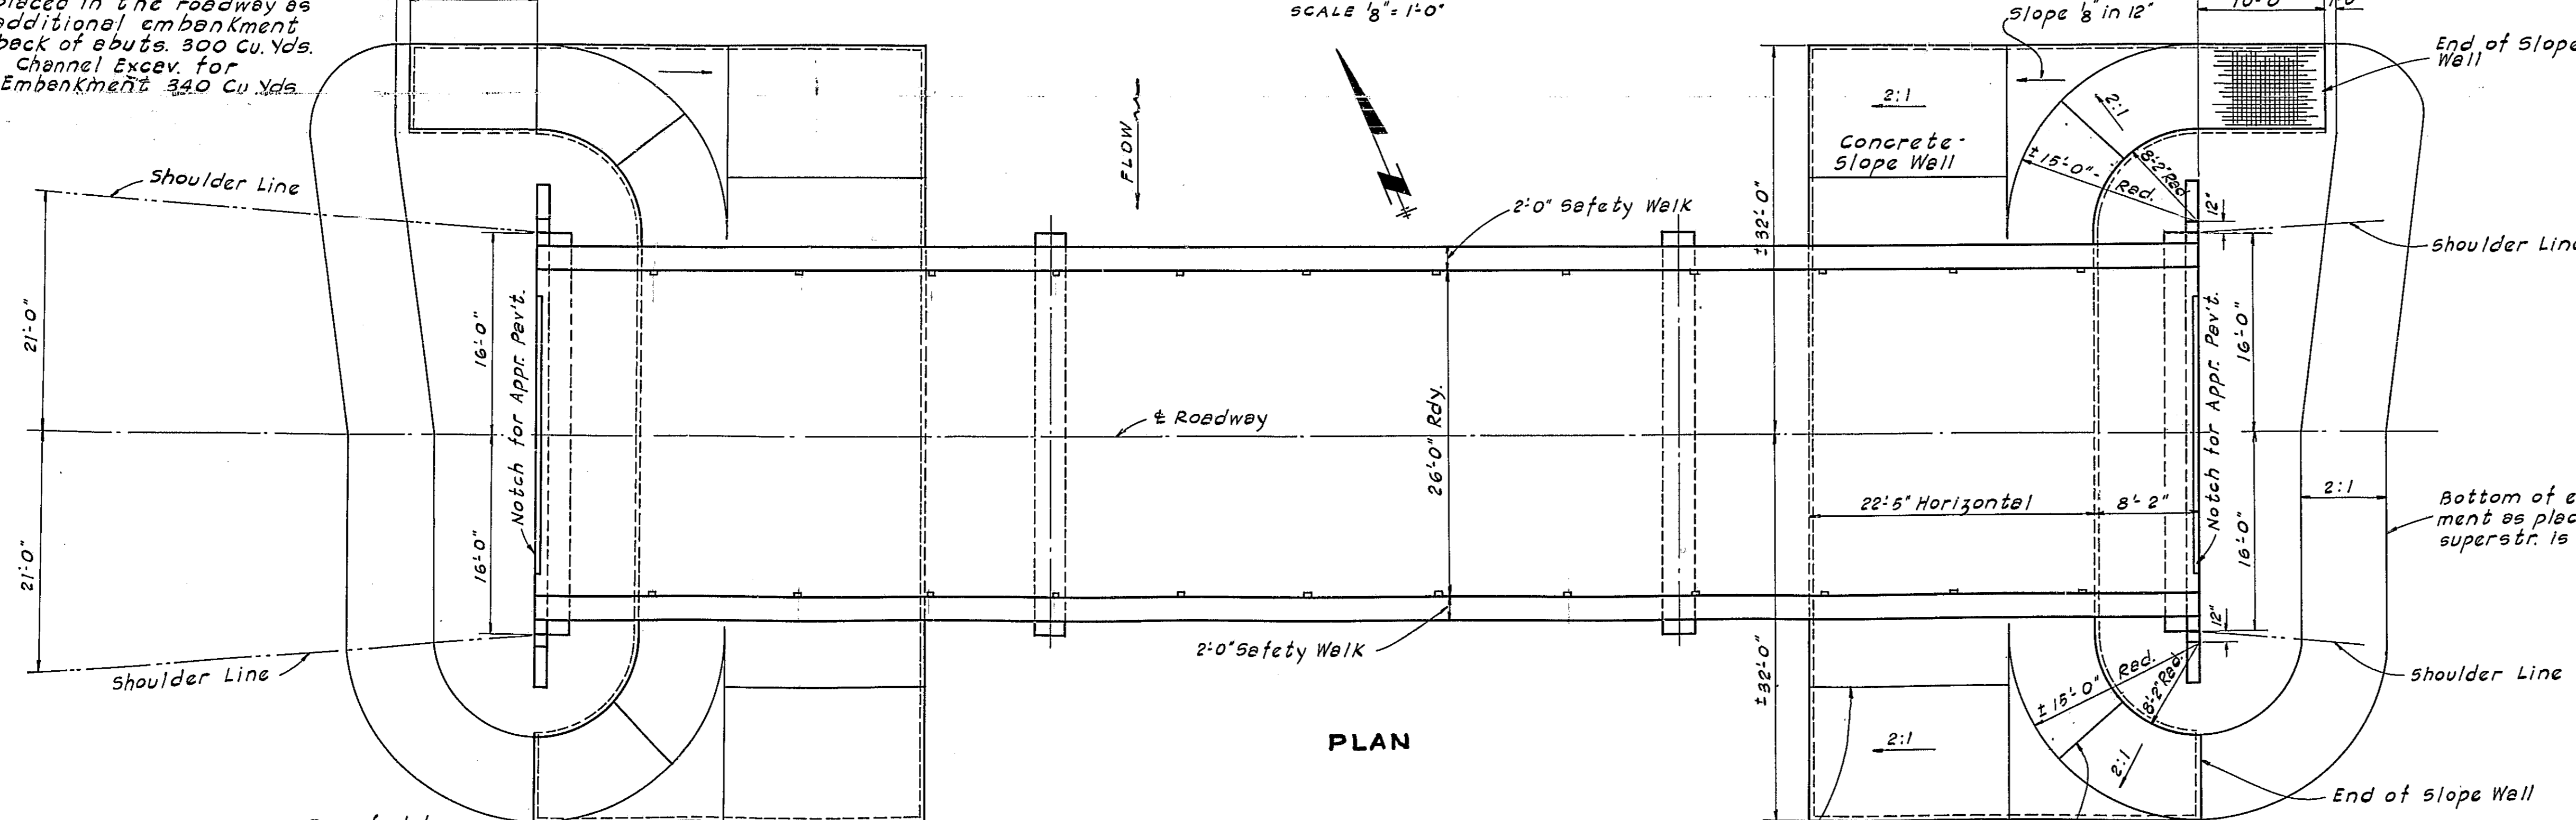 placed in the roadway as
additional embankment
back of abuts. 300 Cu. Yds.
Channel Excav. for
Embankment 340 Cu Yds.
SCALE 1/8" = 1'-0"
Slope 1/8" in 12"
10'-0"
End of Slope
Wall
FLOW
2:1
Concrete-
Slope Wall
2:1
± 15'-0" - Rad.
8'-2" Rad.
12"
Shoulder Line
2'-0" Safety Walk
± 32'-0"
Shoulder Line
21'-0"
16'-0"
Notch for Appr. Pav't.
℄ Roadway
26'-0" Rdy.
Notch for Appr. Pav't.
16'-0"
22'-5" Horizontal
8'-2"
2:1
Bottom of e
ment as plac
superstr. is
21'-0"
16'-0"
16'-0"
12"
Shoulder Line
2'-0" Safety Walk
± 32'-0"
± 15'-0" Rad.
8'-2" Rad.
Shoulder Line
PLAN
2:1
2:1
End of Slope Wall